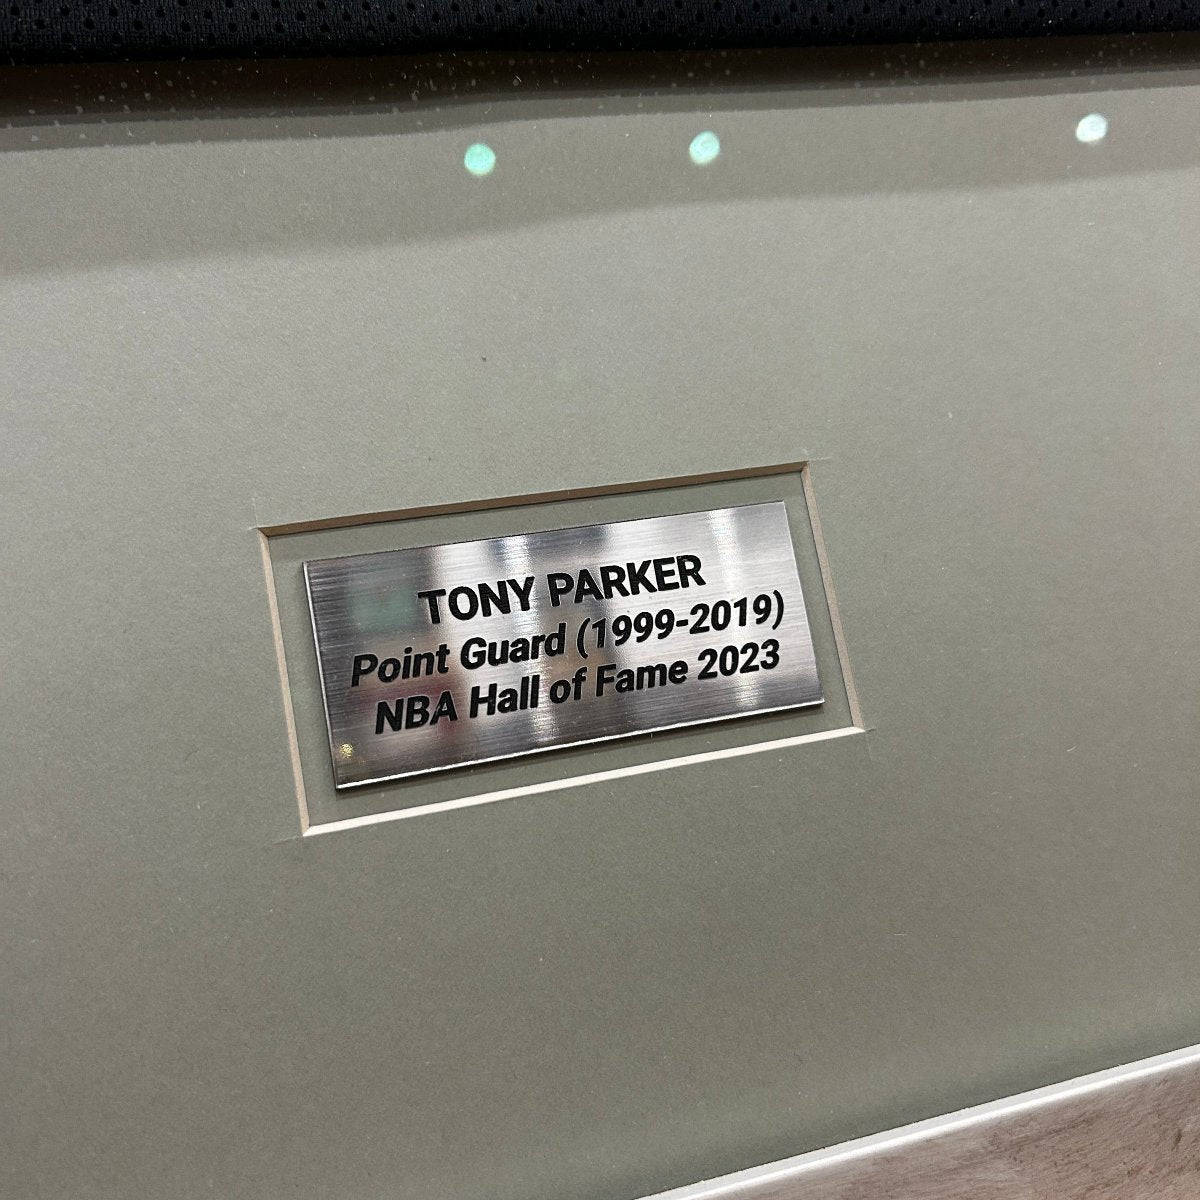 TONY PARKER
Point Guard (1999-2019)
NBA Hall of Fame 2023